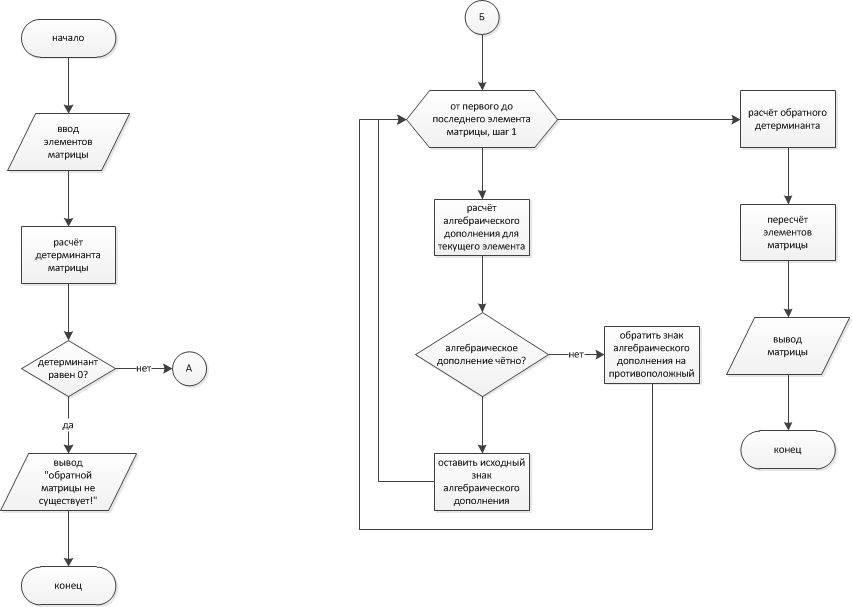 начало
ввод
элементов
матрицы
расчёт
детерминанта
матрицы
детерминант
равен 0?
нет
А
да
вывод
"обратной
матрицы не
существует!"
конец
Б
от первого до
последнего элемента
матрицы, шаг 1
расчёт
алгебраического
дополнения для
текущего элемента
алгебраическое
дополнение чётно?
нет
обратить знак
алгебраического
дополнения на
противоположный
оставить исходный
знак
алгебраического
дополнения
расчёт обратного
детерминанта
пересчёт
элементов
матрицы
вывод
матрицы
конец